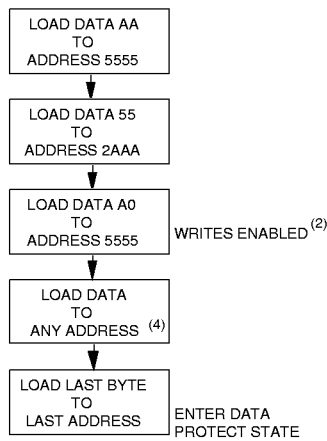 LOAD DATA AA
TO
ADDRESS 5555
LOAD DATA 55
TO
ADDRESS 2AAA
LOAD DATA A0
TO
ADDRESS 5555
WRITES ENABLED (2)
LOAD DATA
TO
ANY ADDRESS (4)
LOAD LAST BYTE
TO
LAST ADDRESS
ENTER DATA
PROTECT STATE